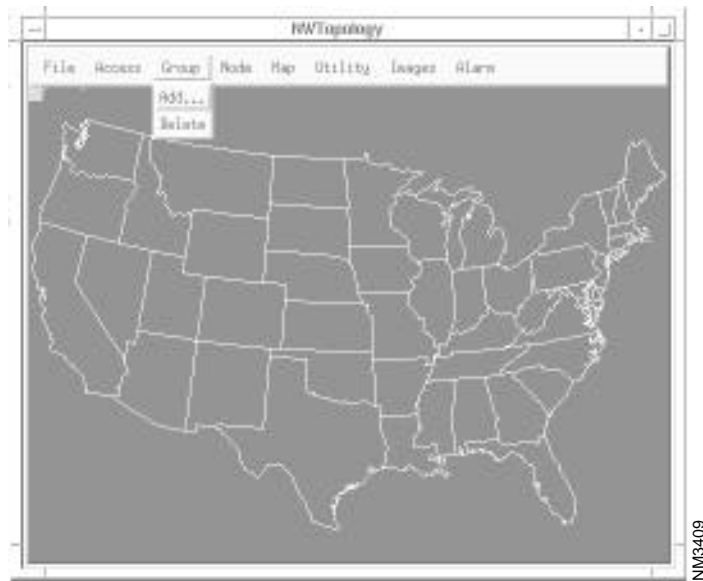 NWTopology
File Access Group Node Map Utility Images Alarm
Add...
Delete
NM3409